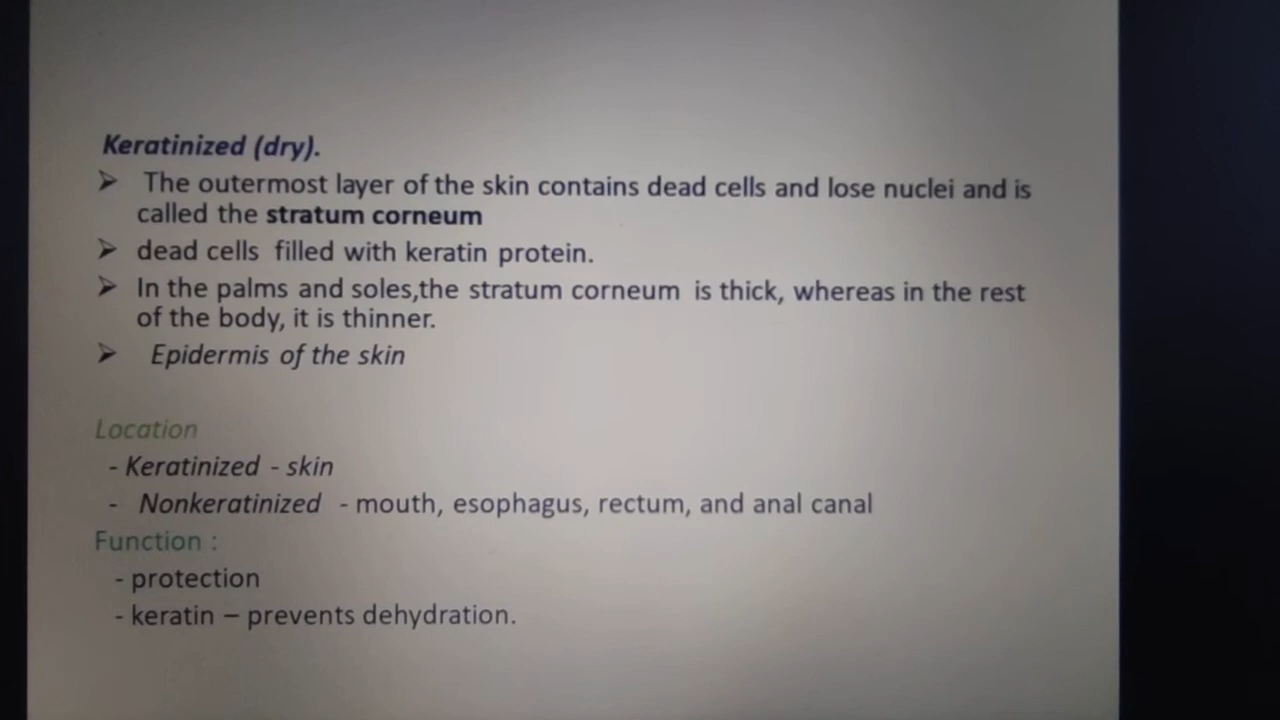 Keratinized (dry).
➢ The outermost layer of the skin contains dead cells and lose nuclei and is
called the stratum corneum
➢ dead cells filled with keratin protein.
➢ In the palms and soles,the stratum corneum is thick, whereas in the rest
of the body, it is thinner.
➢ Epidermis of the skin
Location
- Keratinized - skin
- Nonkeratinized - mouth, esophagus, rectum, and anal canal
Function :
- protection
- keratin – prevents dehydration.